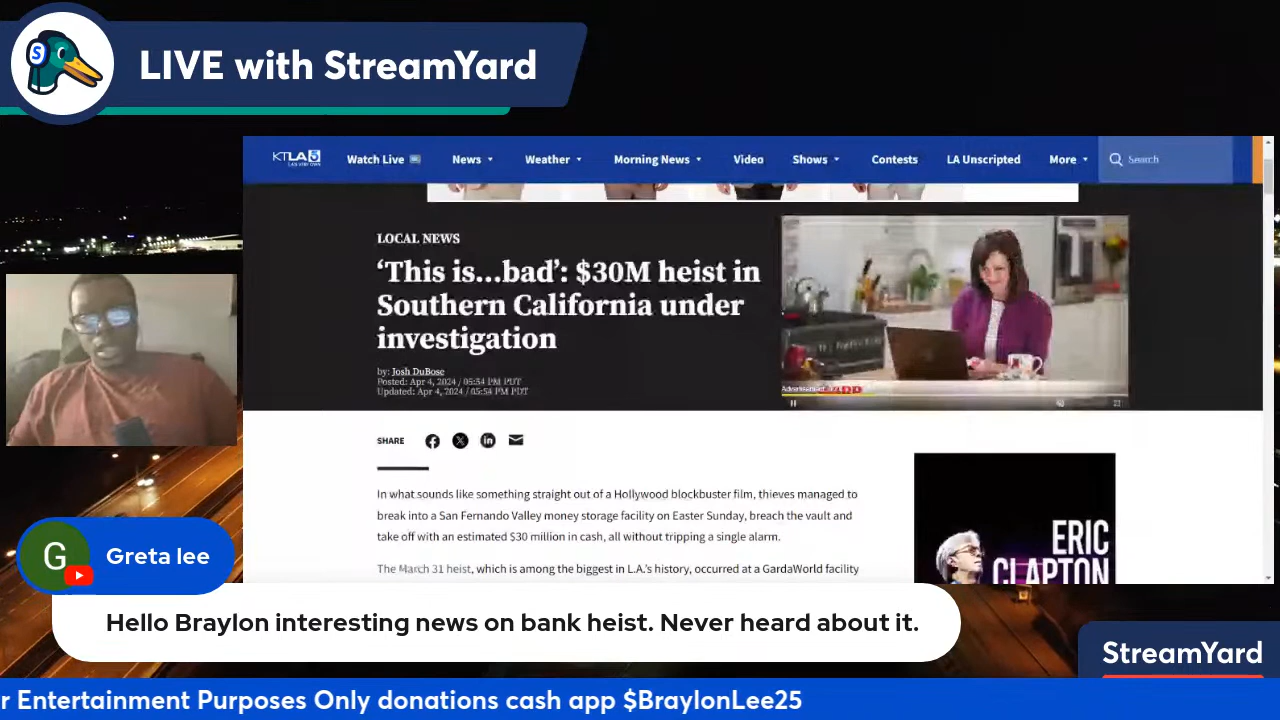 S
LIVE with StreamYard
KTLA 5
Watch Live
News
Weather
Morning News
Video
Shows
Contests
LA Unscripted
More
Search
LOCAL NEWS
‘This is…bad’: $30M heist in
Southern California under
investigation
by: Josh DuBose
Posted: Apr 4, 2024 / 05:54 PM PDT
Updated: Apr 4, 2024 / 05:54 PM PDT
SHARE
In what sounds like something straight out of a Hollywood blockbuster film, thieves managed to
break into a San Fernando Valley money storage facility on Easter Sunday, breach the vault and
take off with an estimated $30 million in cash, all without tripping a single alarm.
The March 31 heist, which is among the biggest in L.A.'s history, occurred at a GardaWorld facility
ERIC
CLAPTON
G
Greta lee
Hello Braylon interesting news on bank heist. Never heard about it.
StreamYard
r Entertainment Purposes Only donations cash app $BraylonLee25